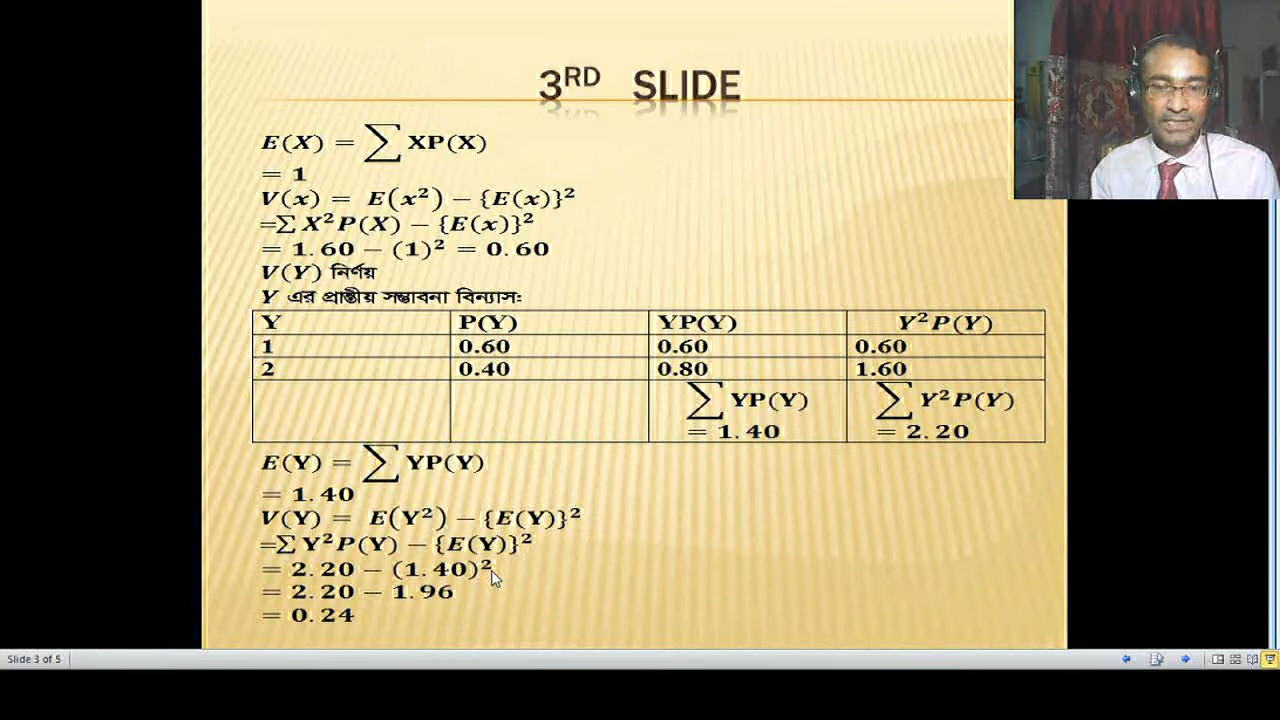 3RD SLIDE
E(X) = ∑ XP(X)
= 1
V(x) = E(x²) − {E(x)}²
=∑ X²P(X) − {E(x)}²
= 1.60 − (1)² = 0.60
V(Y) নির্ণয়
Y এর প্রান্তীয় সম্ভাবনা বিন্যাসঃ
Y P(Y) YP(Y) Y²P(Y)
1 0.60 0.60 0.60
2 0.40 0.80 1.60
∑ YP(Y) ∑ Y²P(Y)
= 1.40 = 2.20
E(Y) = ∑ YP(Y)
= 1.40
V(Y) = E(Y²) − {E(Y)}²
=∑ Y²P(Y) − {E(Y)}²
= 2.20 − (1.40)²
= 2.20 − 1.96
= 0.24
Slide 3 of 5